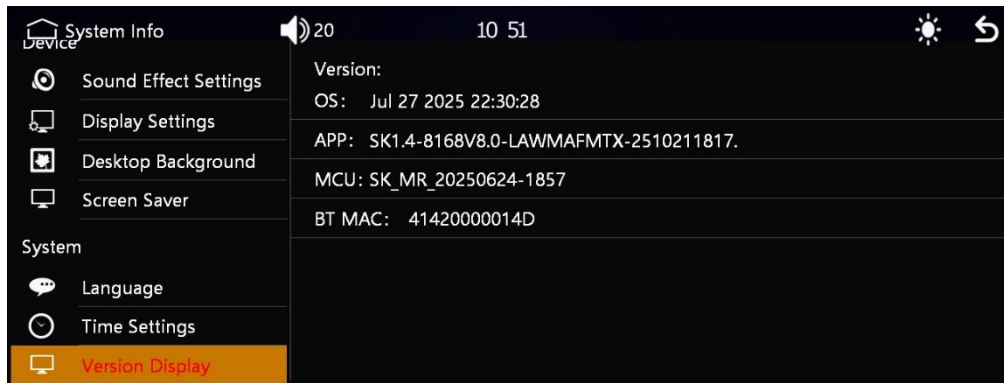 System Info
20
10 51
Device
Sound Effect Settings
Display Settings
Desktop Background
Screen Saver
System
Language
Time Settings
Version Display
Version:
OS: Jul 27 2025 22:30:28
APP: SK1.4-8168V8.0-LAWMAFMTX-2510211817.
MCU: SK_MR_20250624-1857
BT MAC: 41420000014D